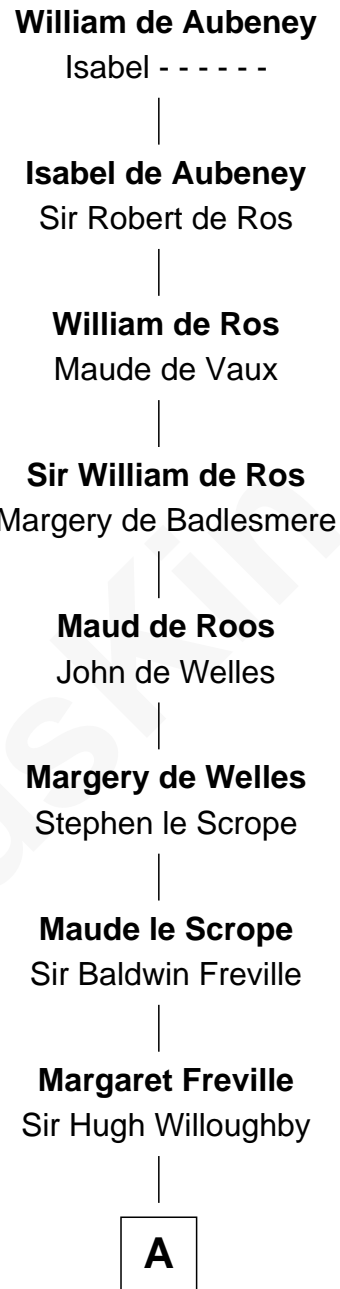 William de Aubeney
Isabel - - - - - -
Isabel de Aubeney
Sir Robert de Ros
William de Ros
Maude de Vaux
Sir William de Ros
Margery de Badlesmere
Maud de Roos
John de Welles
Margery de Welles
Stephen le Scrope
Maude le Scrope
Sir Baldwin Freville
Margaret Freville
Sir Hugh Willoughby
A